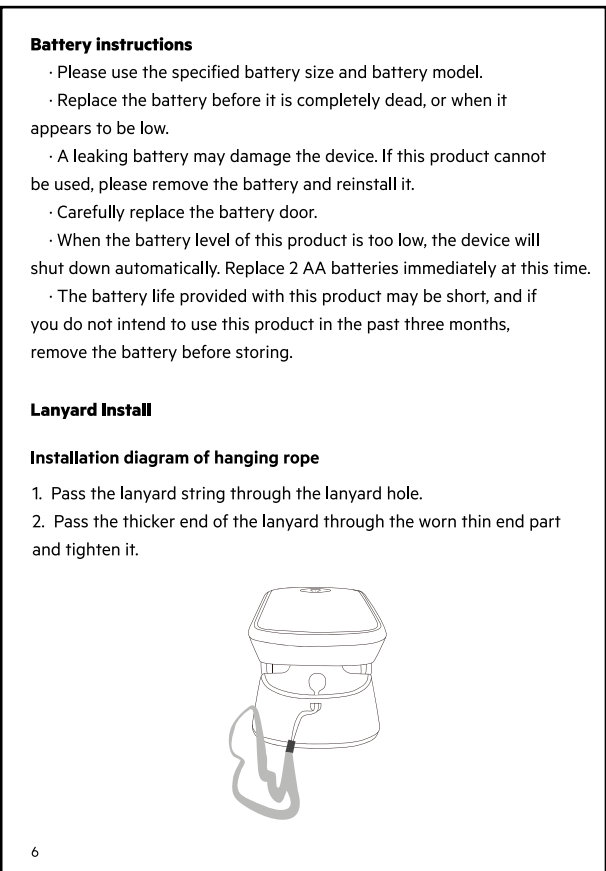 Battery instructions
· Please use the specified battery size and battery model.
· Replace the battery before it is completely dead, or when it
appears to be low.
· A leaking battery may damage the device. If this product cannot
be used, please remove the battery and reinstall it.
· Carefully replace the battery door.
· When the battery level of this product is too low, the device will
shut down automatically. Replace 2 AA batteries immediately at this time.
· The battery life provided with this product may be short, and if
you do not intend to use this product in the past three months,
remove the battery before storing.
Lanyard Install
Installation diagram of hanging rope
1. Pass the lanyard string through the lanyard hole.
2. Pass the thicker end of the lanyard through the worn thin end part
and tighten it.
6